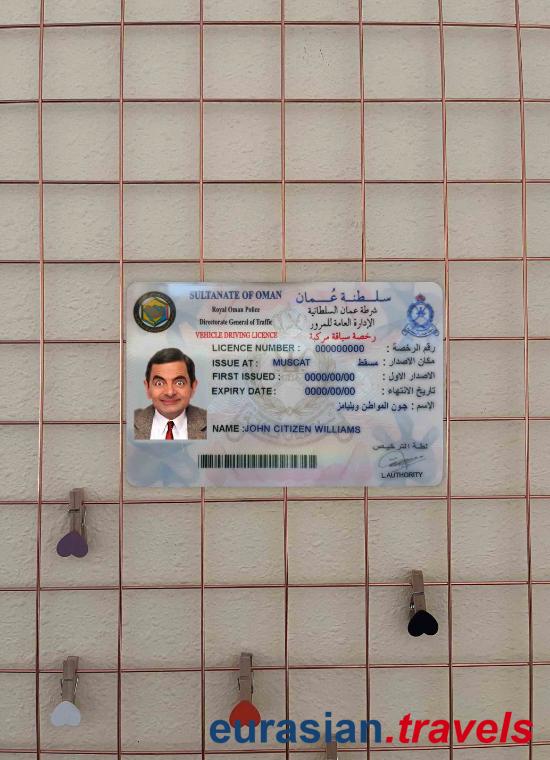 SULTANATE OF OMAN سلطنة عُمان
Royal Oman Police شرطة عمان السلطانية
Directorate General of Traffic الإدارة العامة للمرور
VEHICLE DRIVING LICENCE رخصة سياقة مركبة
LICENCE NUMBER : 000000000 رقم الرخصة :
ISSUE AT : MUSCAT مسقط مكان الاصدار :
FIRST ISSUED : 0000/00/00 الاصدار الاول :
EXPIRY DATE : 0000/00/00 تاريخ الانتهاء :
الإسم : جون المواطن ويليامز
NAME :JOHN CITIZEN WILLIAMS
L.AUTHORITY
eurasian.travels